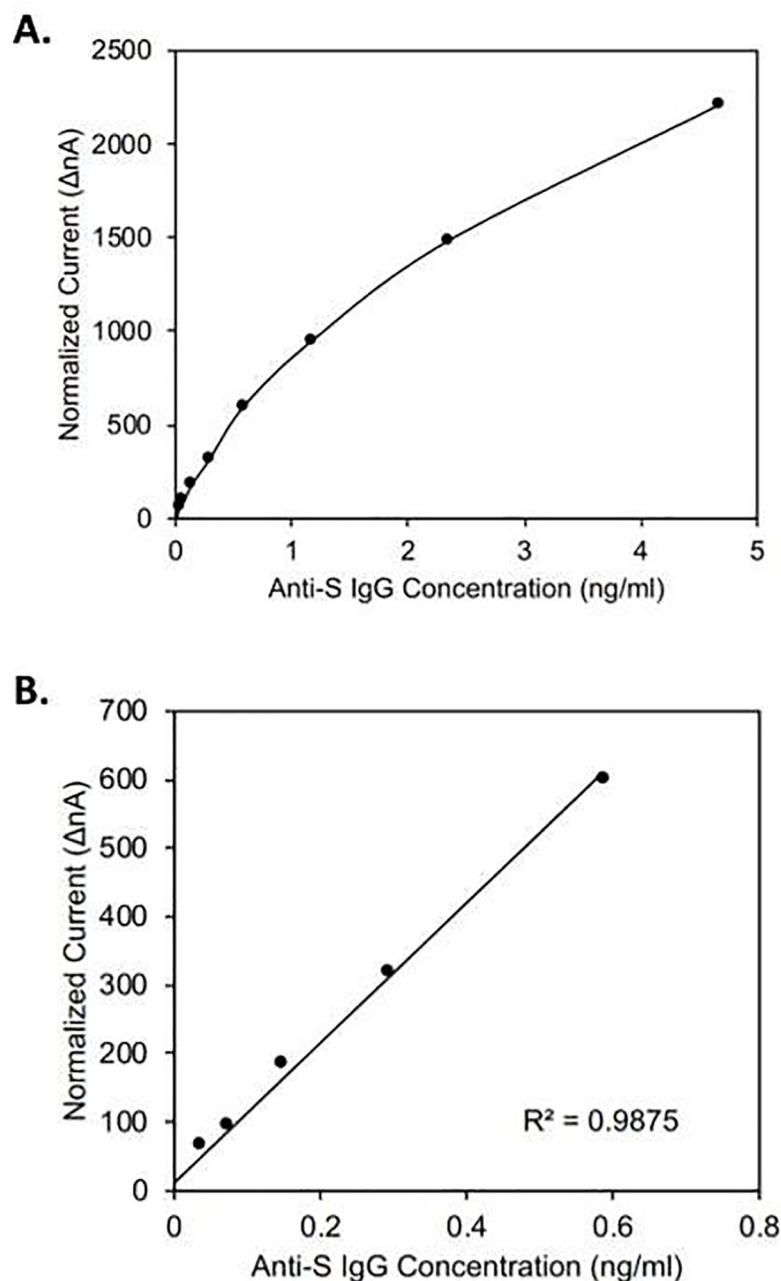 A.
2500
2000
1500
1000
500
0
Normalized Current (ΔnA)
0 1 2 3 4 5
Anti-S IgG Concentration (ng/ml)
B.
700
600
500
400
300
200
100
0
Normalized Current (ΔnA)
R² = 0.9875
0 0.2 0.4 0.6 0.8
Anti-S IgG Concentration (ng/ml)